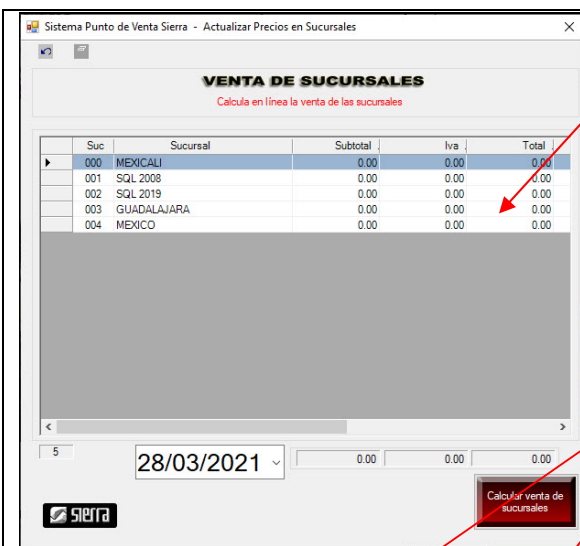 Sistema Punto de Venta Sierra - Actualizar Precios en Sucursales
VENTA DE SUCURSALES
Calcula en línea la venta de las sucursales
Suc Sucursal Subtotal Iva Total
000 MEXICALI 0.00 0.00 0.00
001 SQL 2008 0.00 0.00 0.00
002 SQL 2019 0.00 0.00 0.00
003 GUADALAJARA 0.00 0.00 0.00
004 MEXICO 0.00 0.00 0.00
5 28/03/2021 0.00 0.00 0.00
Calcular venta de
sucursales
sierra